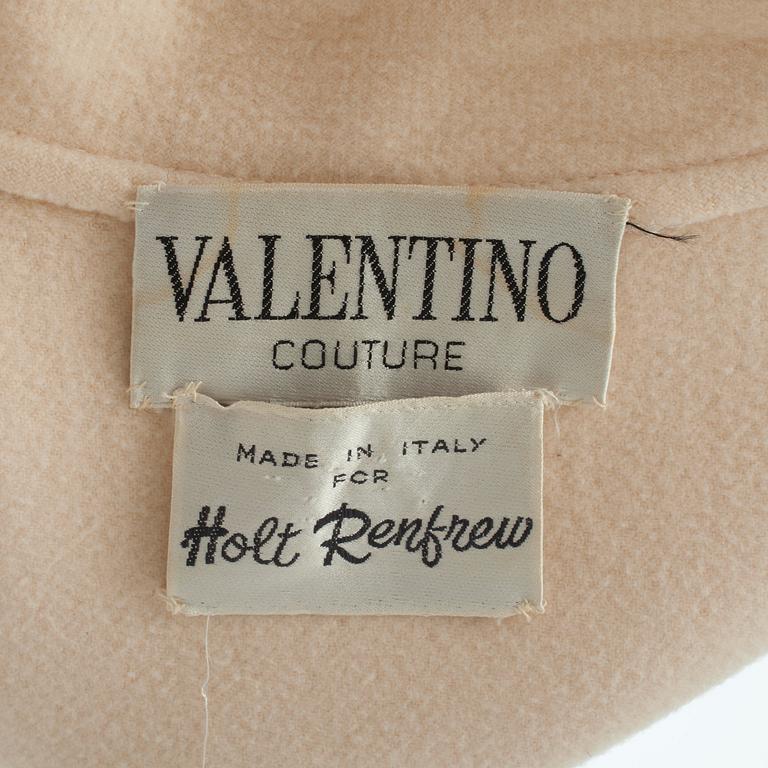 VALENTINO
COUTURE
MADE IN ITALY
FOR
Holt Renfrew